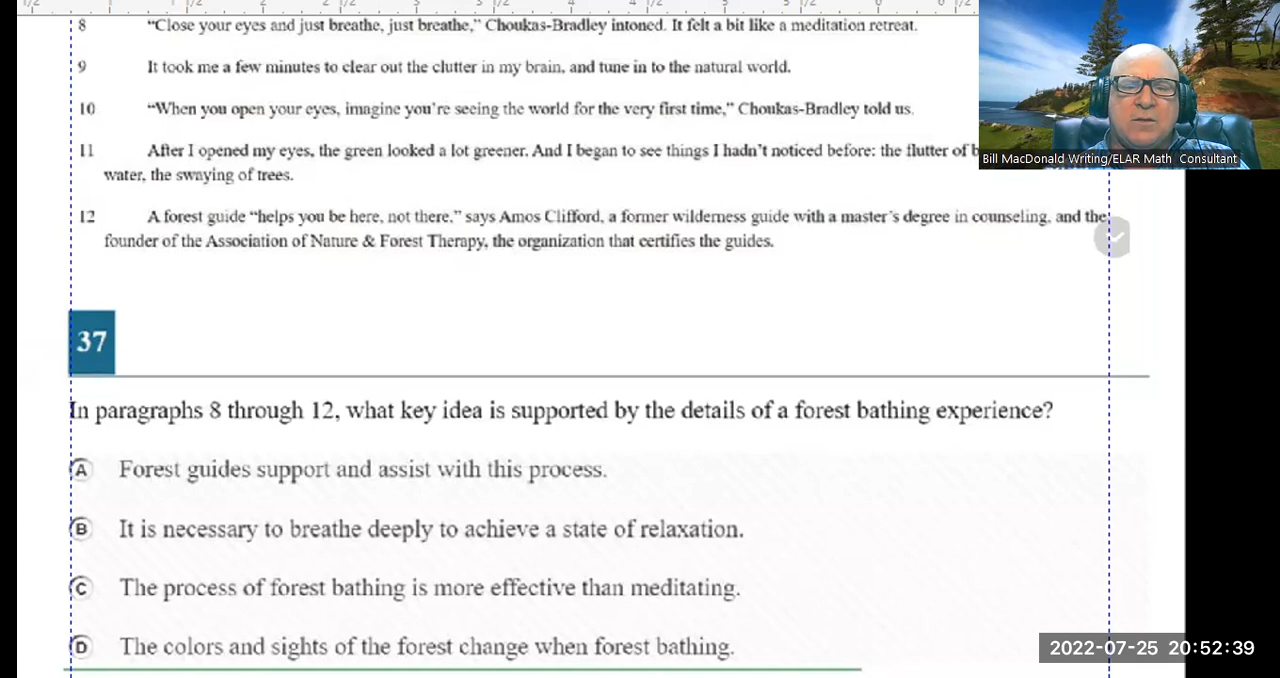 8 “Close your eyes and just breathe, just breathe,” Choukas-Bradley intoned. It felt a bit like a meditation retreat.
9 It took me a few minutes to clear out the clutter in my brain, and tune in to the natural world.
10 “When you open your eyes, imagine you’re seeing the world for the very first time,” Choukas-Bradley told us.
11 After I opened my eyes, the green looked a lot greener. And I began to see things I hadn’t noticed before: the flutter of
water, the swaying of trees.
12 A forest guide “helps you be here, not there,” says Amos Clifford, a former wilderness guide with a master’s degree in counseling, and the
founder of the Association of Nature & Forest Therapy, the organization that certifies the guides.
Bill MacDonald Writing/ELAR Math Consultant
37
In paragraphs 8 through 12, what key idea is supported by the details of a forest bathing experience?
A Forest guides support and assist with this process.
B It is necessary to breathe deeply to achieve a state of relaxation.
C The process of forest bathing is more effective than meditating.
D The colors and sights of the forest change when forest bathing.
2022-07-25 20:52:39